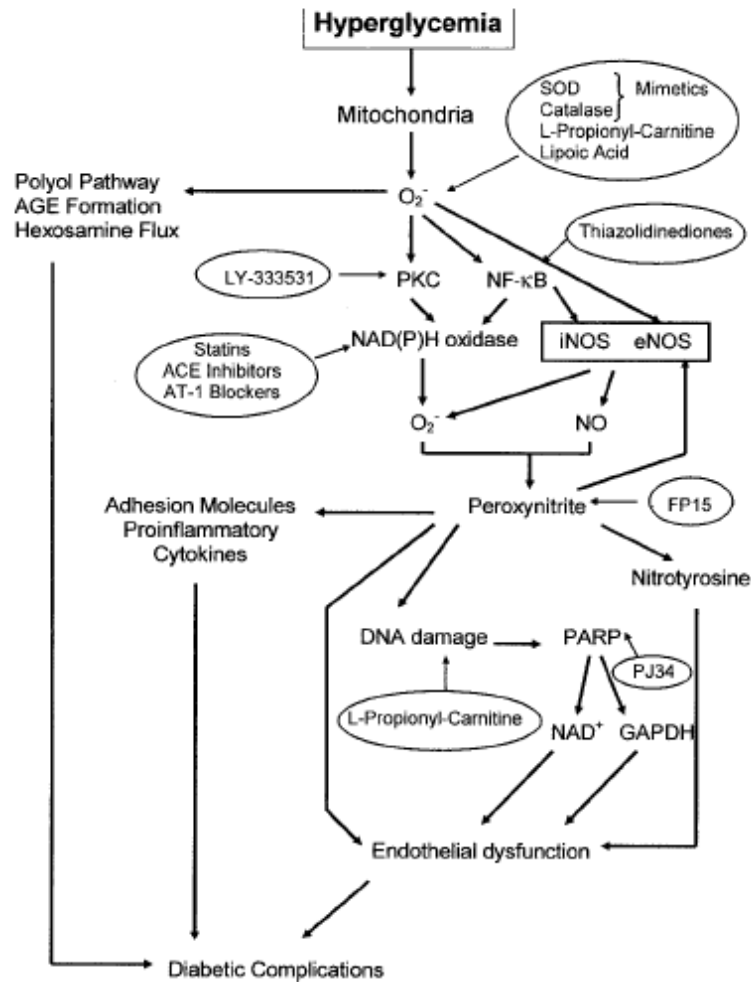 Hyperglycemia
Mitochondria
SOD
Catalase } Mimetics
L-Propionyl-Carnitine
Lipoic Acid
Polyol Pathway
AGE Formation
Hexosamine Flux
O₂⁻
Thiazolidinediones
LY-333531
PKC
NF-κB
Statins
ACE Inhibitors
AT-1 Blockers
NAD(P)H oxidase
iNOS eNOS
O₂⁻
NO
Adhesion Molecules
Proinflammatory
Cytokines
Peroxynitrite
FP15
Nitrotyrosine
DNA damage
PARP
PJ34
L-Propionyl-Carnitine
NAD⁺
GAPDH
Endothelial dysfunction
Diabetic Complications